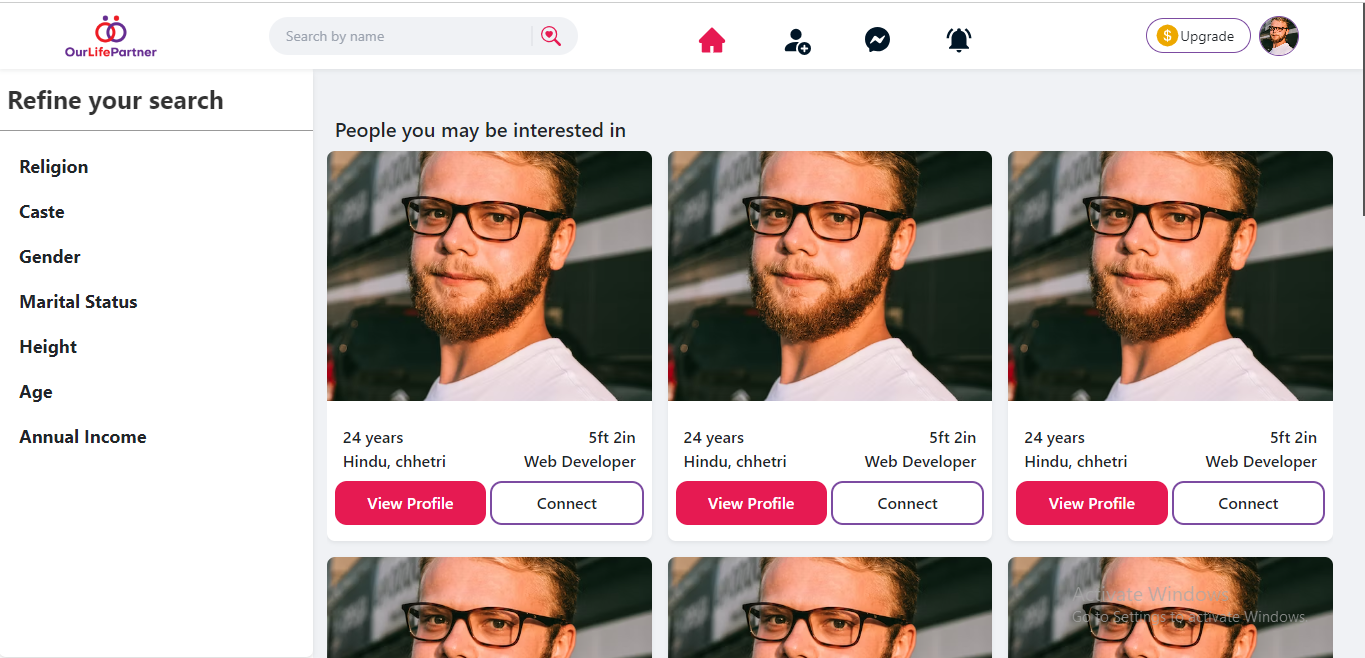 OurLifePartner
Search by name
$ Upgrade
Refine your search
Religion
Caste
Gender
Marital Status
Height
Age
Annual Income
People you may be interested in
24 years 5ft 2in
Hindu, chhetri Web Developer
View Profile Connect
24 years 5ft 2in
Hindu, chhetri Web Developer
View Profile Connect
24 years 5ft 2in
Hindu, chhetri Web Developer
View Profile Connect
Activate Windows
Go to Settings to activate Windows